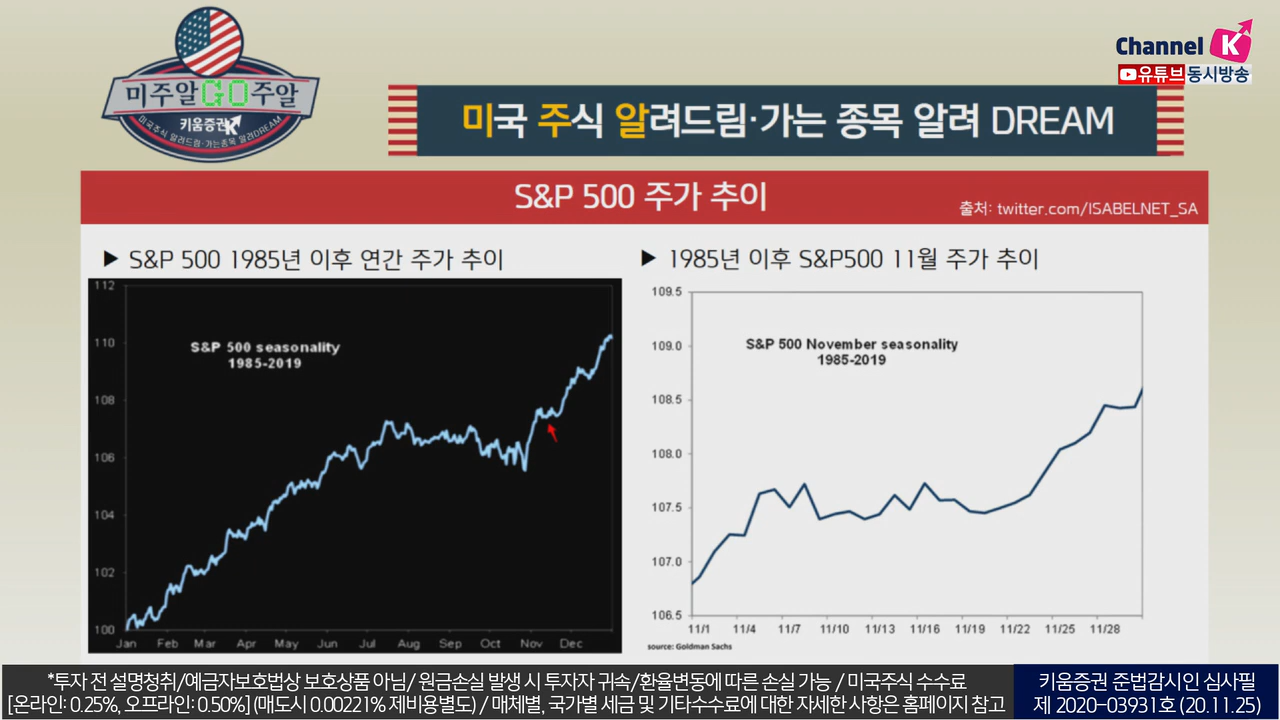 미주알GO주알
키움증권
미국주식 알려드림·가는종목 알려DREAM
Channel K
유튜브 동시방송
미국 주식 알려드림·가는 종목 알려 DREAM
S&P 500 주가 추이
출처: twitter.com/ISABELNET_SA
▶ S&P 500 1985년 이후 연간 주가 추이
112
110
108
106
104
102
100
S&P 500 seasonality
1985-2019
Jan Feb Mar Apr May Jun Jul Aug Sep Oct Nov Dec
▶ 1985년 이후 S&P500 11월 주가 추이
109.5
109.0
108.5
108.0
107.5
107.0
106.5
S&P 500 November seasonality
1985-2019
11/1 11/4 11/7 11/10 11/13 11/16 11/19 11/22 11/25 11/28
source: Goldman Sachs
*투자 전 설명청취/예금자보호법상 보호상품 아님/ 원금손실 발생 시 투자자 귀속/환율변동에 따른 손실 가능 / 미국주식 수수료
[온라인: 0.25%, 오프라인: 0.50%] (매도시 0.00221% 제비용별도) / 매체별, 국가별 세금 및 기타수수료에 대한 자세한 사항은 홈페이지 참고
키움증권 준법감시인 심사필
제 2020-03931호 (20.11.25)